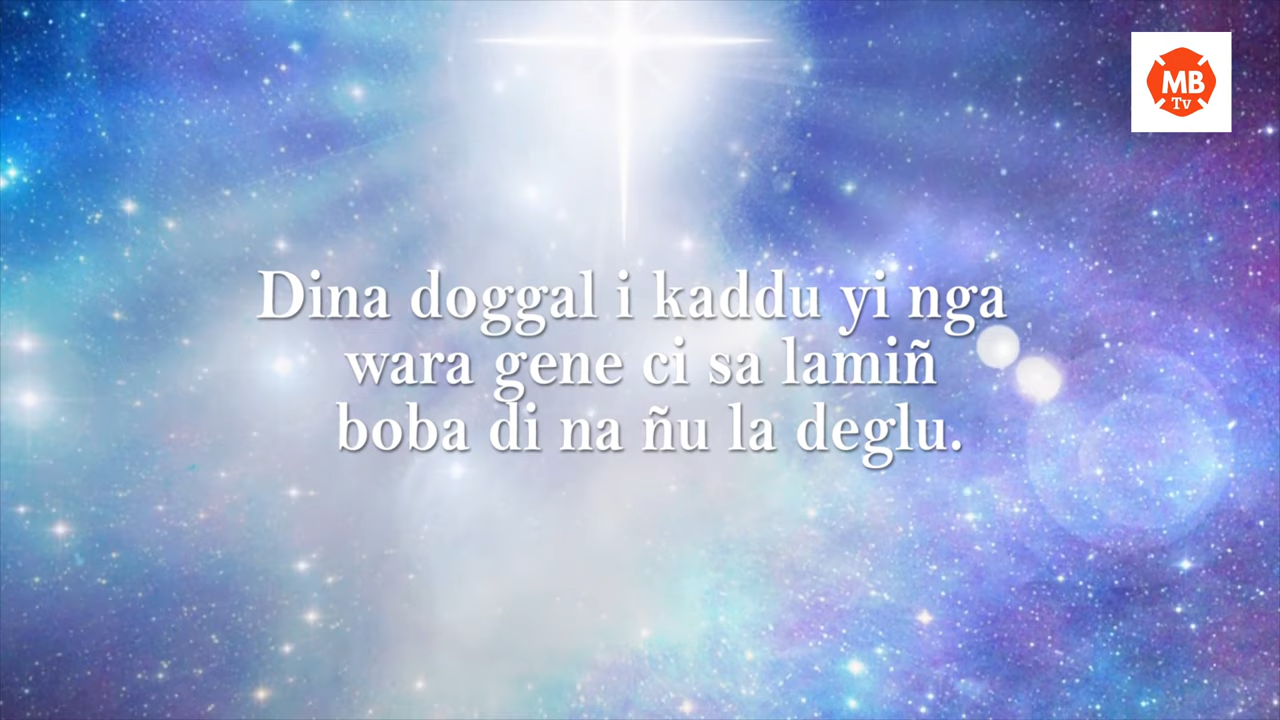 MB
Tv
Dina doggal i kaddu yi nga
wara gene ci sa lamiñ
boba di na ñu la deglu.